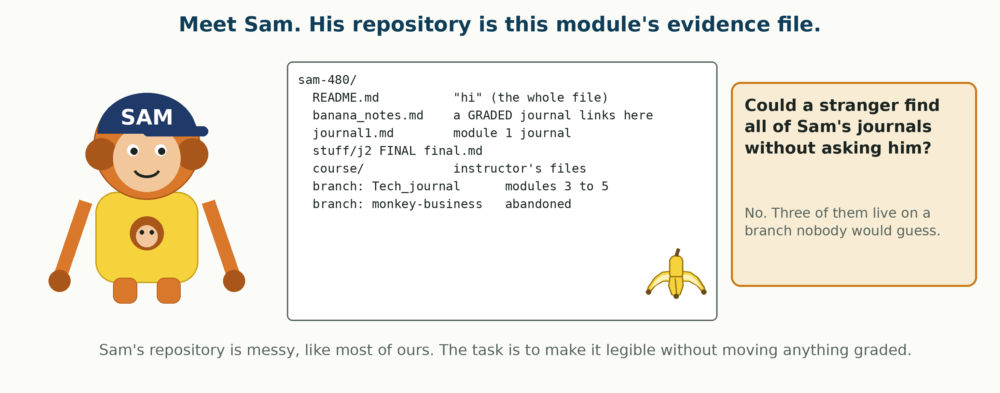 Meet Sam. His repository is this module's evidence file.
SAM
sam-480/
README.md "hi" (the whole file)
banana_notes.md a GRADED journal links here
journal1.md module 1 journal
stuff/j2 FINAL final.md
course/ instructor's files
branch: Tech_journal modules 3 to 5
branch: monkey-business abandoned
Could a stranger find
all of Sam's journals
without asking him?
No. Three of them live on a
branch nobody would guess.
Sam's repository is messy, like most of ours. The task is to make it legible without moving anything graded.